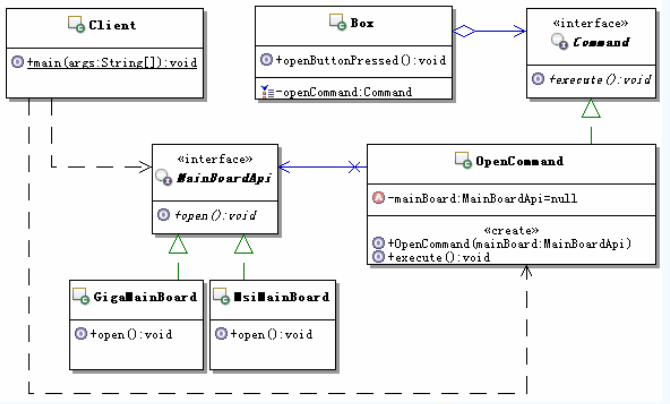 Client
+main(args:String[]):void
Box
+openButtonPressed():void
-openCommand:Command
«interface»
Command
+execute():void
«interface»
MainBoardApi
+open():void
OpenCommand
-mainBoard:MainBoardApi=null
«create»
+OpenCommand(mainBoard:MainBoardApi)
+execute():void
GigaMainBoard
+open():void
MsiMainBoard
+open():void